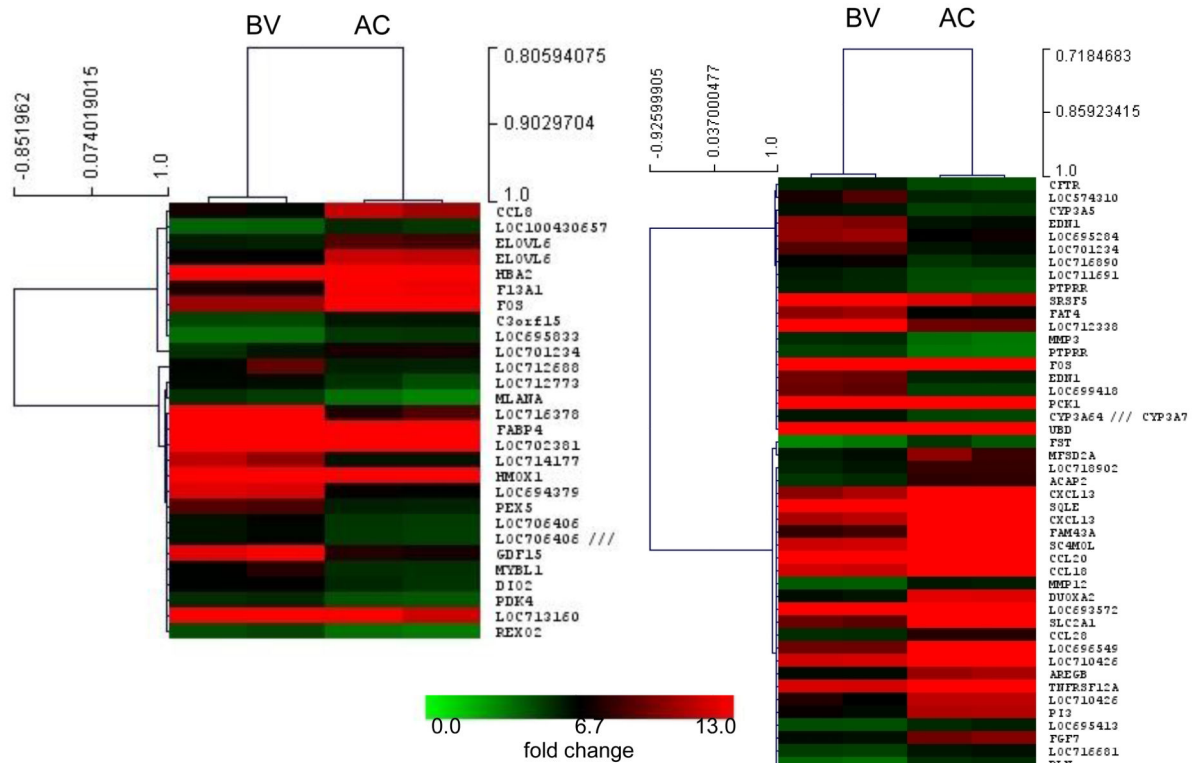 BV AC
0.80594075
0.9029704
1.0
-0.851962
0.074019015
1.0
CCL8
LOC100430657
ELOVL6
ELOVL6
HBA2
F13A1
FOS
C3orf15
LOC695833
LOC701234
LOC712688
LOC712773
MLANA
LOC716378
FABP4
LOC702381
LOC714177
HMOX1
LOC694379
PEX5
LOC706406
LOC706406 ///
GDF15
MYBL1
DIO2
PDK4
LOC713160
REXO2
BV AC
0.7184683
0.85923415
1.0
-0.92599905
0.037000477
1.0
CFTR
LOC574310
CYP3A5
EDN1
LOC695284
LOC701234
LOC716890
LOC711691
PTPRR
SRSF5
FAT4
LOC712338
MMP3
PTPRR
FOS
EDN1
LOC699418
PCK1
CYP3A64 /// CYP3A7
UBD
FST
MFSD2A
LOC718902
ACAP2
CXCL13
SQLE
CXCL13
FAM43A
SC4MOL
CCL20
CCL18
MMP12
DUOXA2
LOC693572
SLC2A1
CCL28
LOC696549
LOC710426
AREGB
TNFRSF12A
LOC710426
PI3
LOC695413
FGF7
LOC716681
0.0 6.7 13.0
fold change